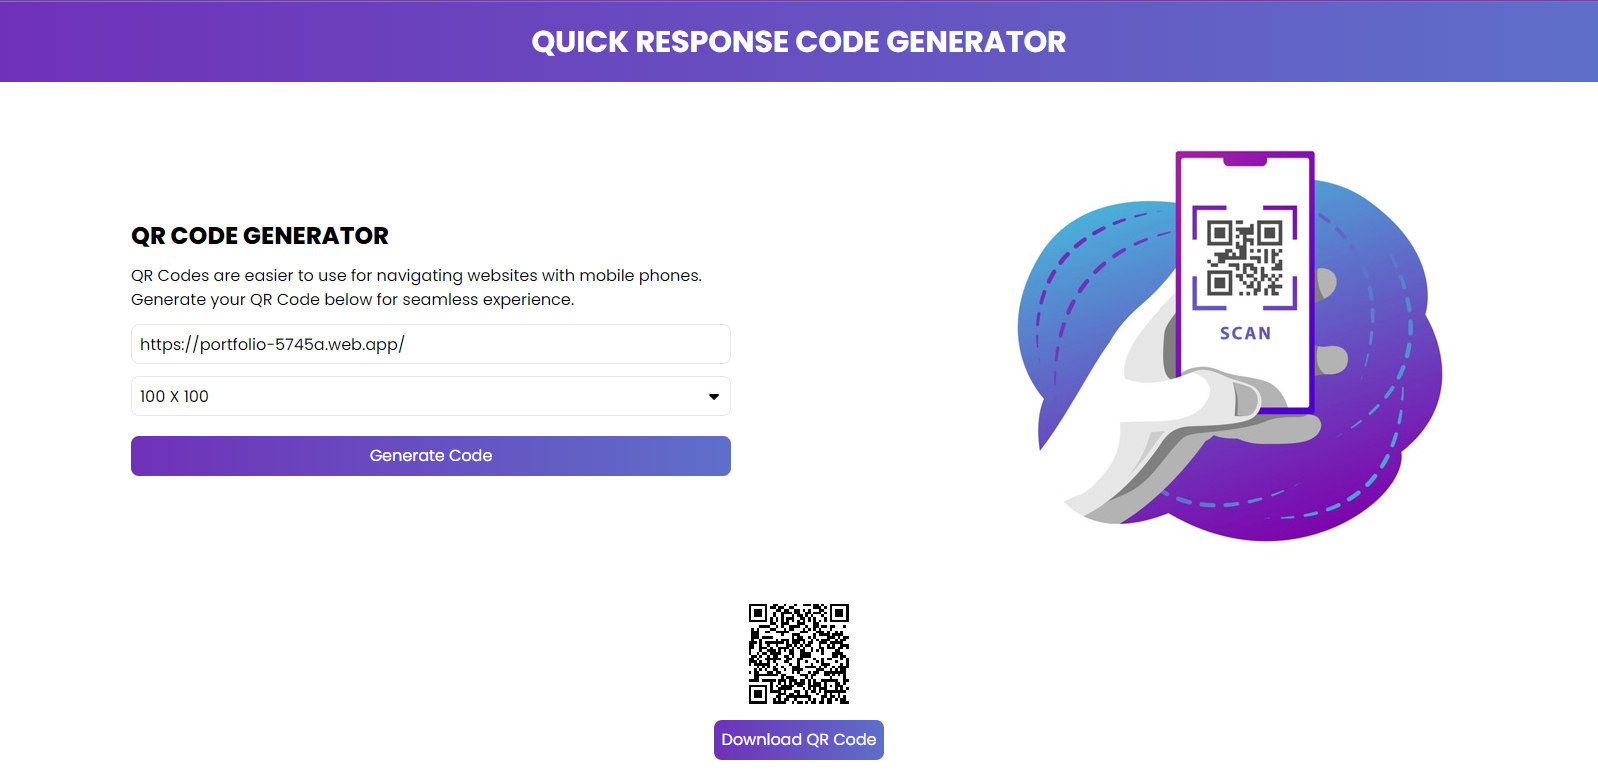 QUICK RESPONSE CODE GENERATOR
QR CODE GENERATOR
QR Codes are easier to use for navigating websites with mobile phones.
Generate your QR Code below for seamless experience.
https://portfolio-5745a.web.app/
100 X 100
Generate Code
SCAN
Download QR Code